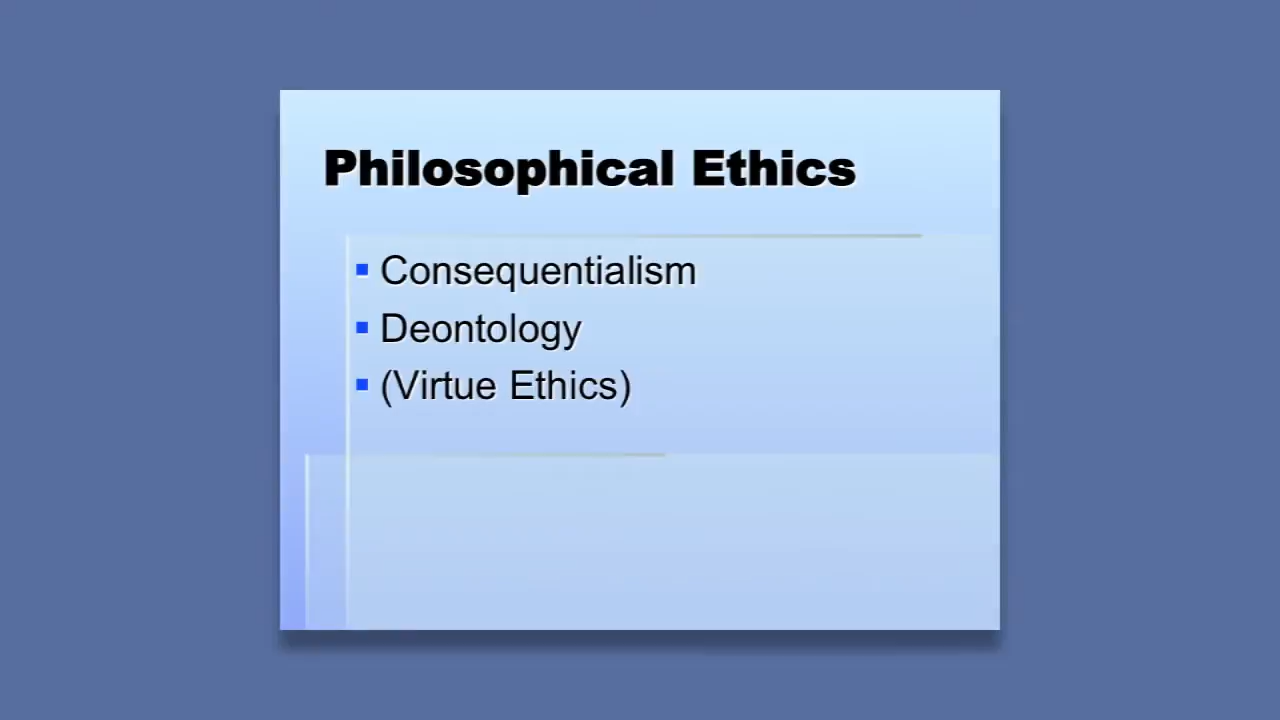 Philosophical Ethics
Consequentialism
Deontology
(Virtue Ethics)